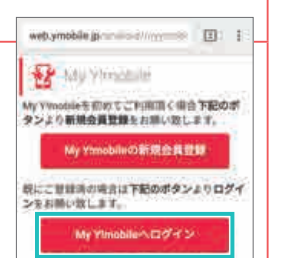 web.ymobile.jp
My Y!mobile
My Y!mobileを初めてご利用頂く場合下記のボ
タンより新規会員登録をお願い致します。
My Y!mobileの新規会員登録
既にご登録済の場合は下記のボタンよりログイ
ンをお願い致します。
My Y!mobileへログイン